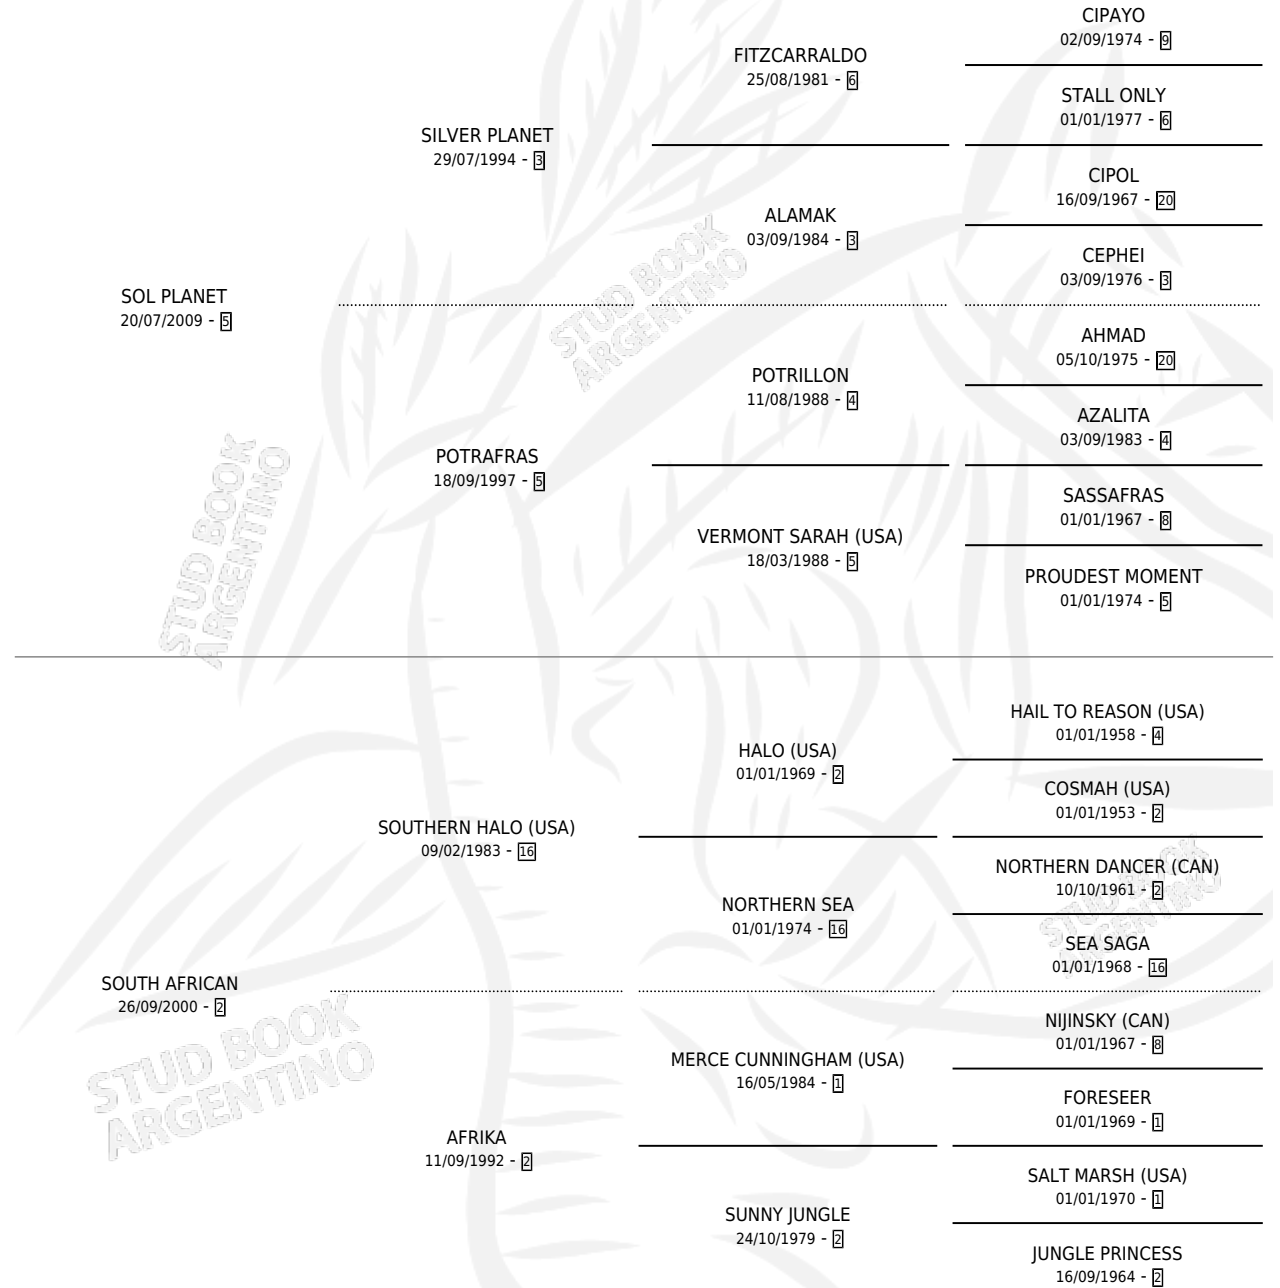 CIPAYO
02/09/1974 - 9
FITZCARRALDO
25/08/1981 - 6
STALL ONLY
01/01/1977 - 6
SILVER PLANET
29/07/1994 - 3
CIPOL
16/09/1967 - 20
ALAMAK
03/09/1984 - 3
CEPHEI
03/09/1976 - 3
SOL PLANET
20/07/2009 - 5
AHMAD
05/10/1975 - 20
POTRILLON
11/08/1988 - 4
AZALITA
03/09/1983 - 4
POTRAFRAS
18/09/1997 - 5
SASSAFRAS
01/01/1967 - 8
VERMONT SARAH (USA)
18/03/1988 - 5
PROUDEST MOMENT
01/01/1974 - 5
HAIL TO REASON (USA)
01/01/1958 - 4
HALO (USA)
01/01/1969 - 2
COSMAH (USA)
01/01/1953 - 2
SOUTHERN HALO (USA)
09/02/1983 - 16
NORTHERN DANCER (CAN)
10/10/1961 - 2
NORTHERN SEA
01/01/1974 - 16
SEA SAGA
01/01/1968 - 16
SOUTH AFRICAN
26/09/2000 - 2
NIJINSKY (CAN)
01/01/1967 - 8
MERCE CUNNINGHAM (USA)
16/05/1984 - 1
FORESEER
01/01/1969 - 1
AFRIKA
11/09/1992 - 2
SALT MARSH (USA)
01/01/1970 - 1
SUNNY JUNGLE
24/10/1979 - 2
JUNGLE PRINCESS
16/09/1964 - 2
STUD BOOK
ARGENTINO
STUD BOOK
ARGENTINO
STUD BOOK
ARGENTINO
STUD BOOK
ARGENTINO